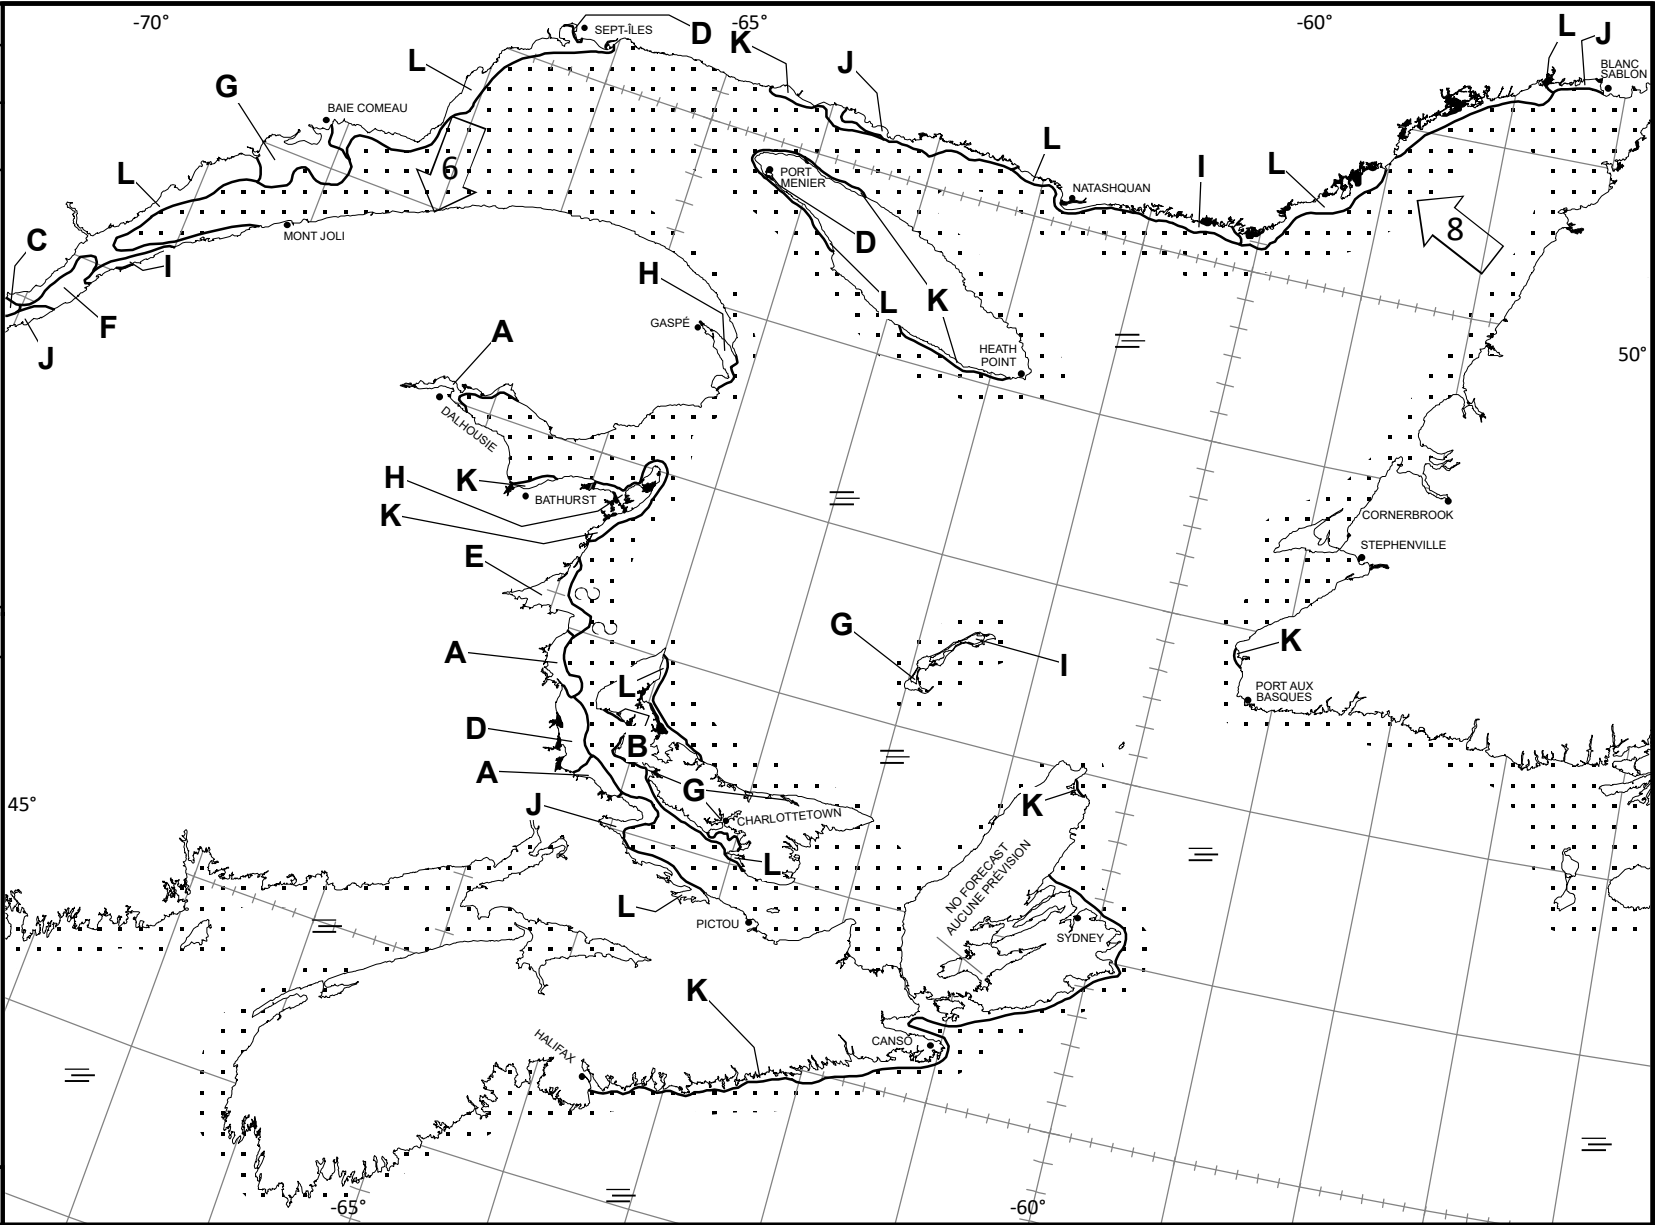 -70°
-65°
-60°
SEPT-ÎLES
D
K
L
J
J
L
BLANC
SABLON
G
BAIE COMEAU
L
L
6
PORT
MENIER
NATASHQUAN
I
L
8
C
MONT JOLI
I
F
J
D
H
L
K
GASPÉ
A
HEATH
POINT
50°
DALHOUSIE
H
K
BATHURST
K
CORNERBROOK
STEPHENVILLE
E
G
I
K
A
L
PORT AUX
BASQUES
D
B
A
G
K
45°
J
CHARLOTTETOWN
L
NO FORECAST
AUCUNE PRÉVISION
L
PICTOU
SYDNEY
K
HALIFAX
CANSO
-65°
-60°